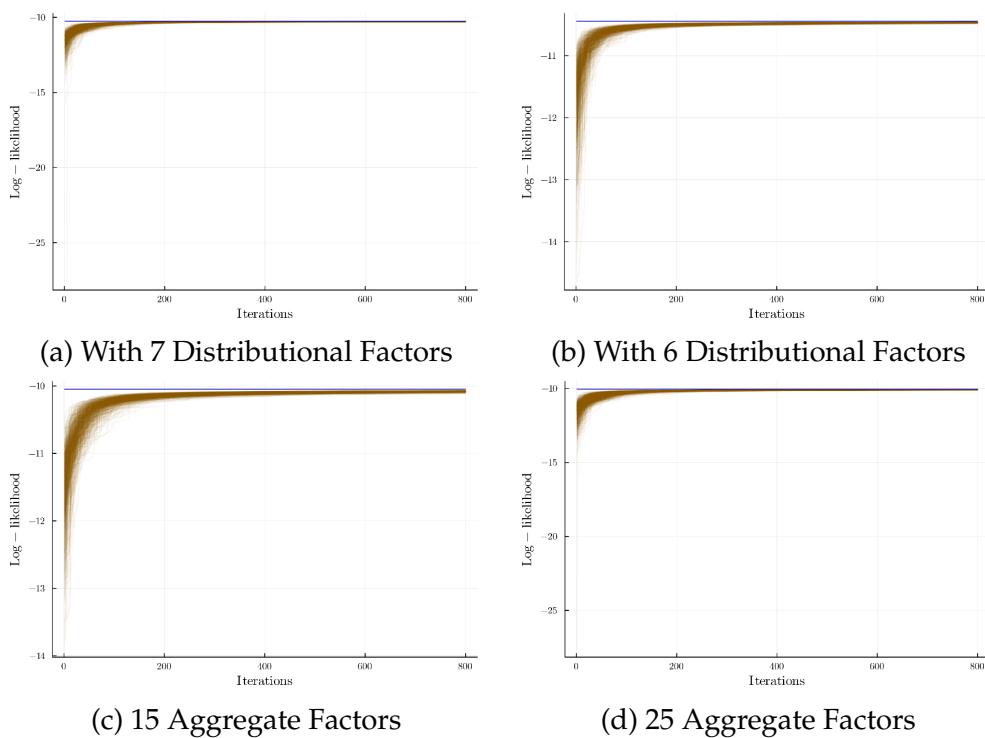 −10
−15
−20
−25
Log − likelihood
0 200 400 600 800
Iterations
(a) With 7 Distributional Factors
−11
−12
−13
−14
Log − likelihood
0 200 400 600 800
Iterations
(b) With 6 Distributional Factors
−10
−11
−12
−13
−14
Log − likelihood
0 200 400 600 800
Iterations
(c) 15 Aggregate Factors
−10
−15
−20
−25
Log − likelihood
0 200 400 600 800
Iterations
(d) 25 Aggregate Factors